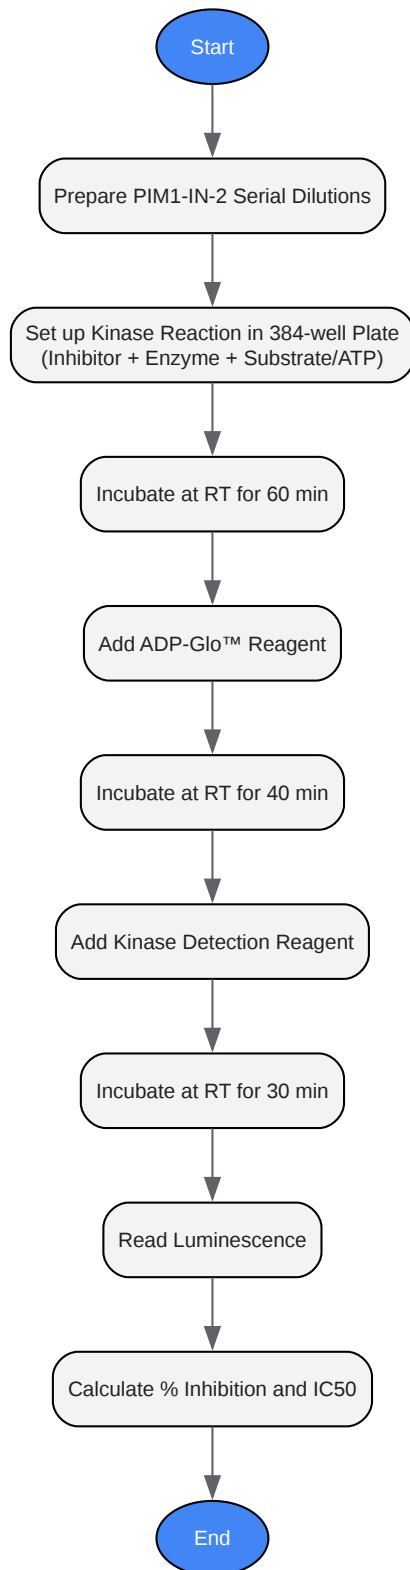 Start
Prepare PIM1-IN-2 Serial Dilutions
Set up Kinase Reaction in 384-well Plate
(Inhibitor + Enzyme + Substrate/ATP)
Incubate at RT for 60 min
Add ADP-Glo™ Reagent
Incubate at RT for 40 min
Add Kinase Detection Reagent
Incubate at RT for 30 min
Read Luminescence
Calculate % Inhibition and IC50
End